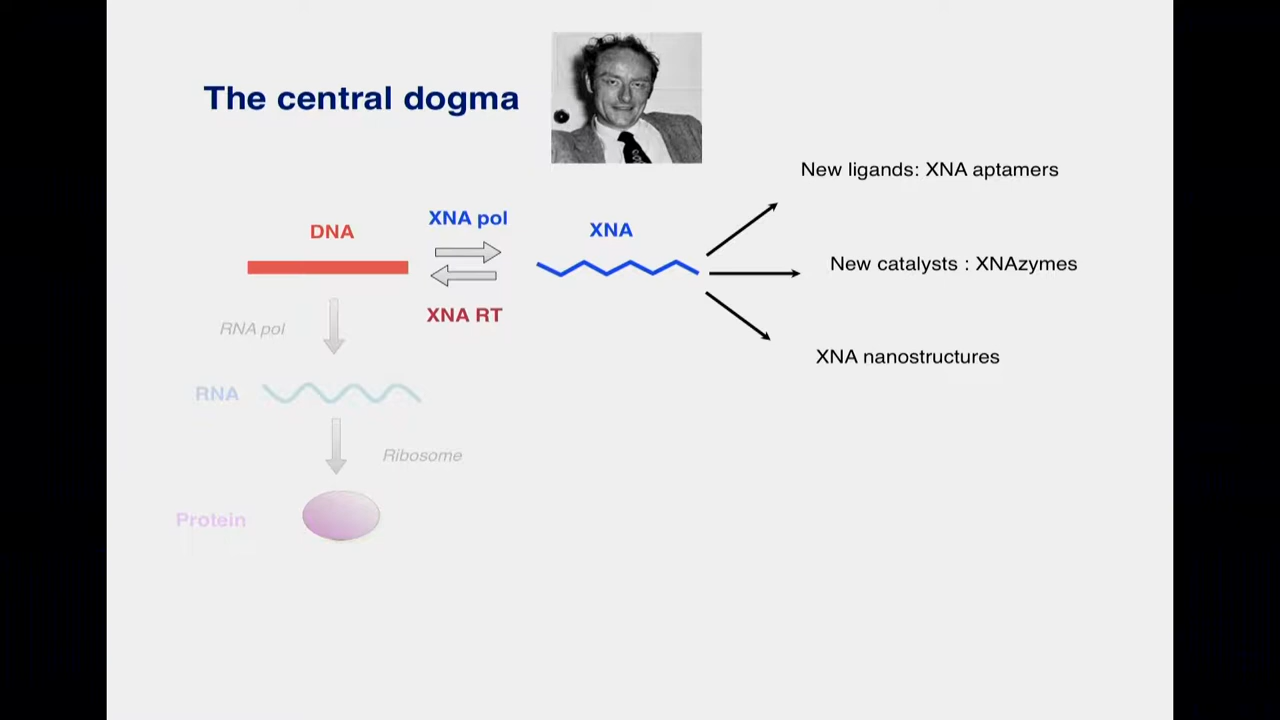 The central dogma
New ligands: XNA aptamers
XNA pol
DNA
XNA
New catalysts : XNAzymes
XNA RT
RNA pol
XNA nanostructures
RNA
Ribosome
Protein